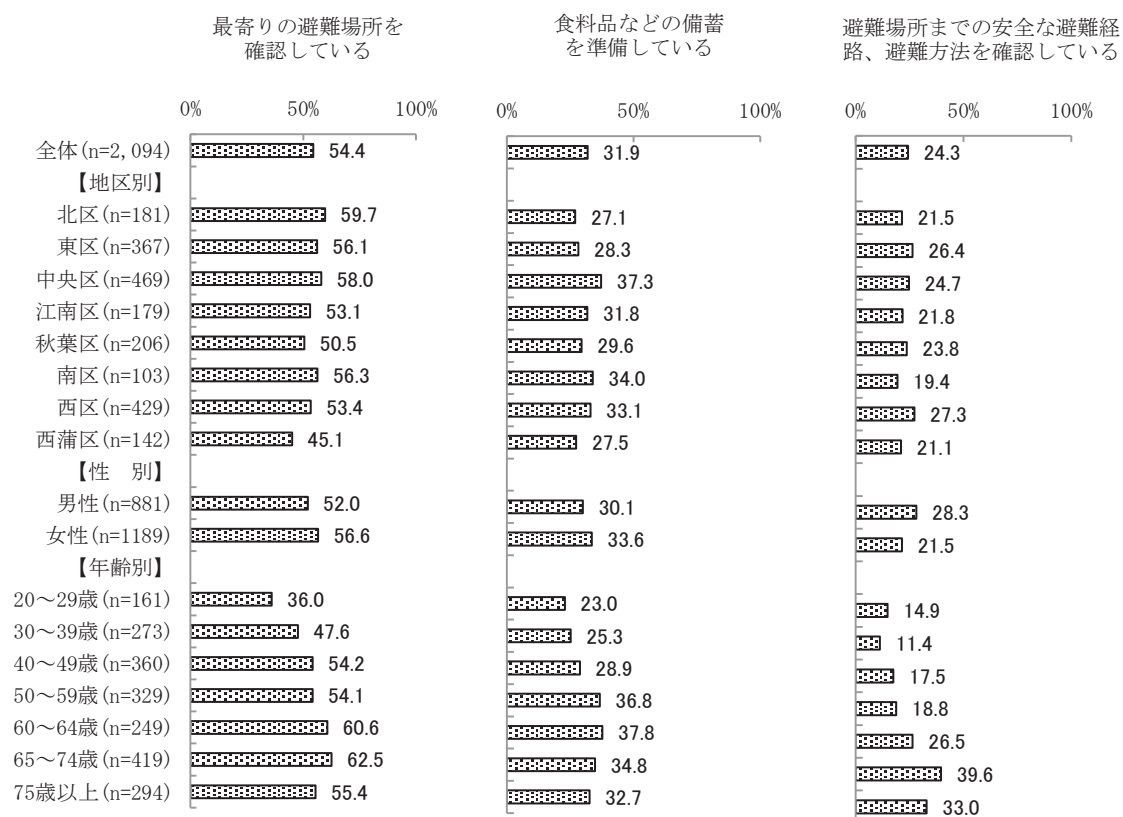 最寄りの避難場所を
確認している
食料品などの備蓄
を準備している
避難場所までの安全な避難経
路、避難方法を確認している
0% 50% 100% 0% 50% 100% 0% 50% 100%
全体(n=2,094) 54.4 31.9 24.3
【地区別】
北区(n=181) 59.7 27.1 21.5
東区(n=367) 56.1 28.3 26.4
中央区(n=469) 58.0 37.3 24.7
江南区(n=179) 53.1 31.8 21.8
秋葉区(n=206) 50.5 29.6 23.8
南区(n=103) 56.3 34.0 19.4
西区(n=429) 53.4 33.1 27.3
西蒲区(n=142) 45.1 27.5 21.1
【性　別】
男性(n=881) 52.0 30.1 28.3
女性(n=1189) 56.6 33.6 21.5
【年齢別】
20～29歳(n=161) 36.0 23.0 14.9
30～39歳(n=273) 47.6 25.3 11.4
40～49歳(n=360) 54.2 28.9 17.5
50～59歳(n=329) 54.1 36.8 18.8
60～64歳(n=249) 60.6 37.8 26.5
65～74歳(n=419) 62.5 34.8 39.6
75歳以上(n=294) 55.4 32.7 33.0